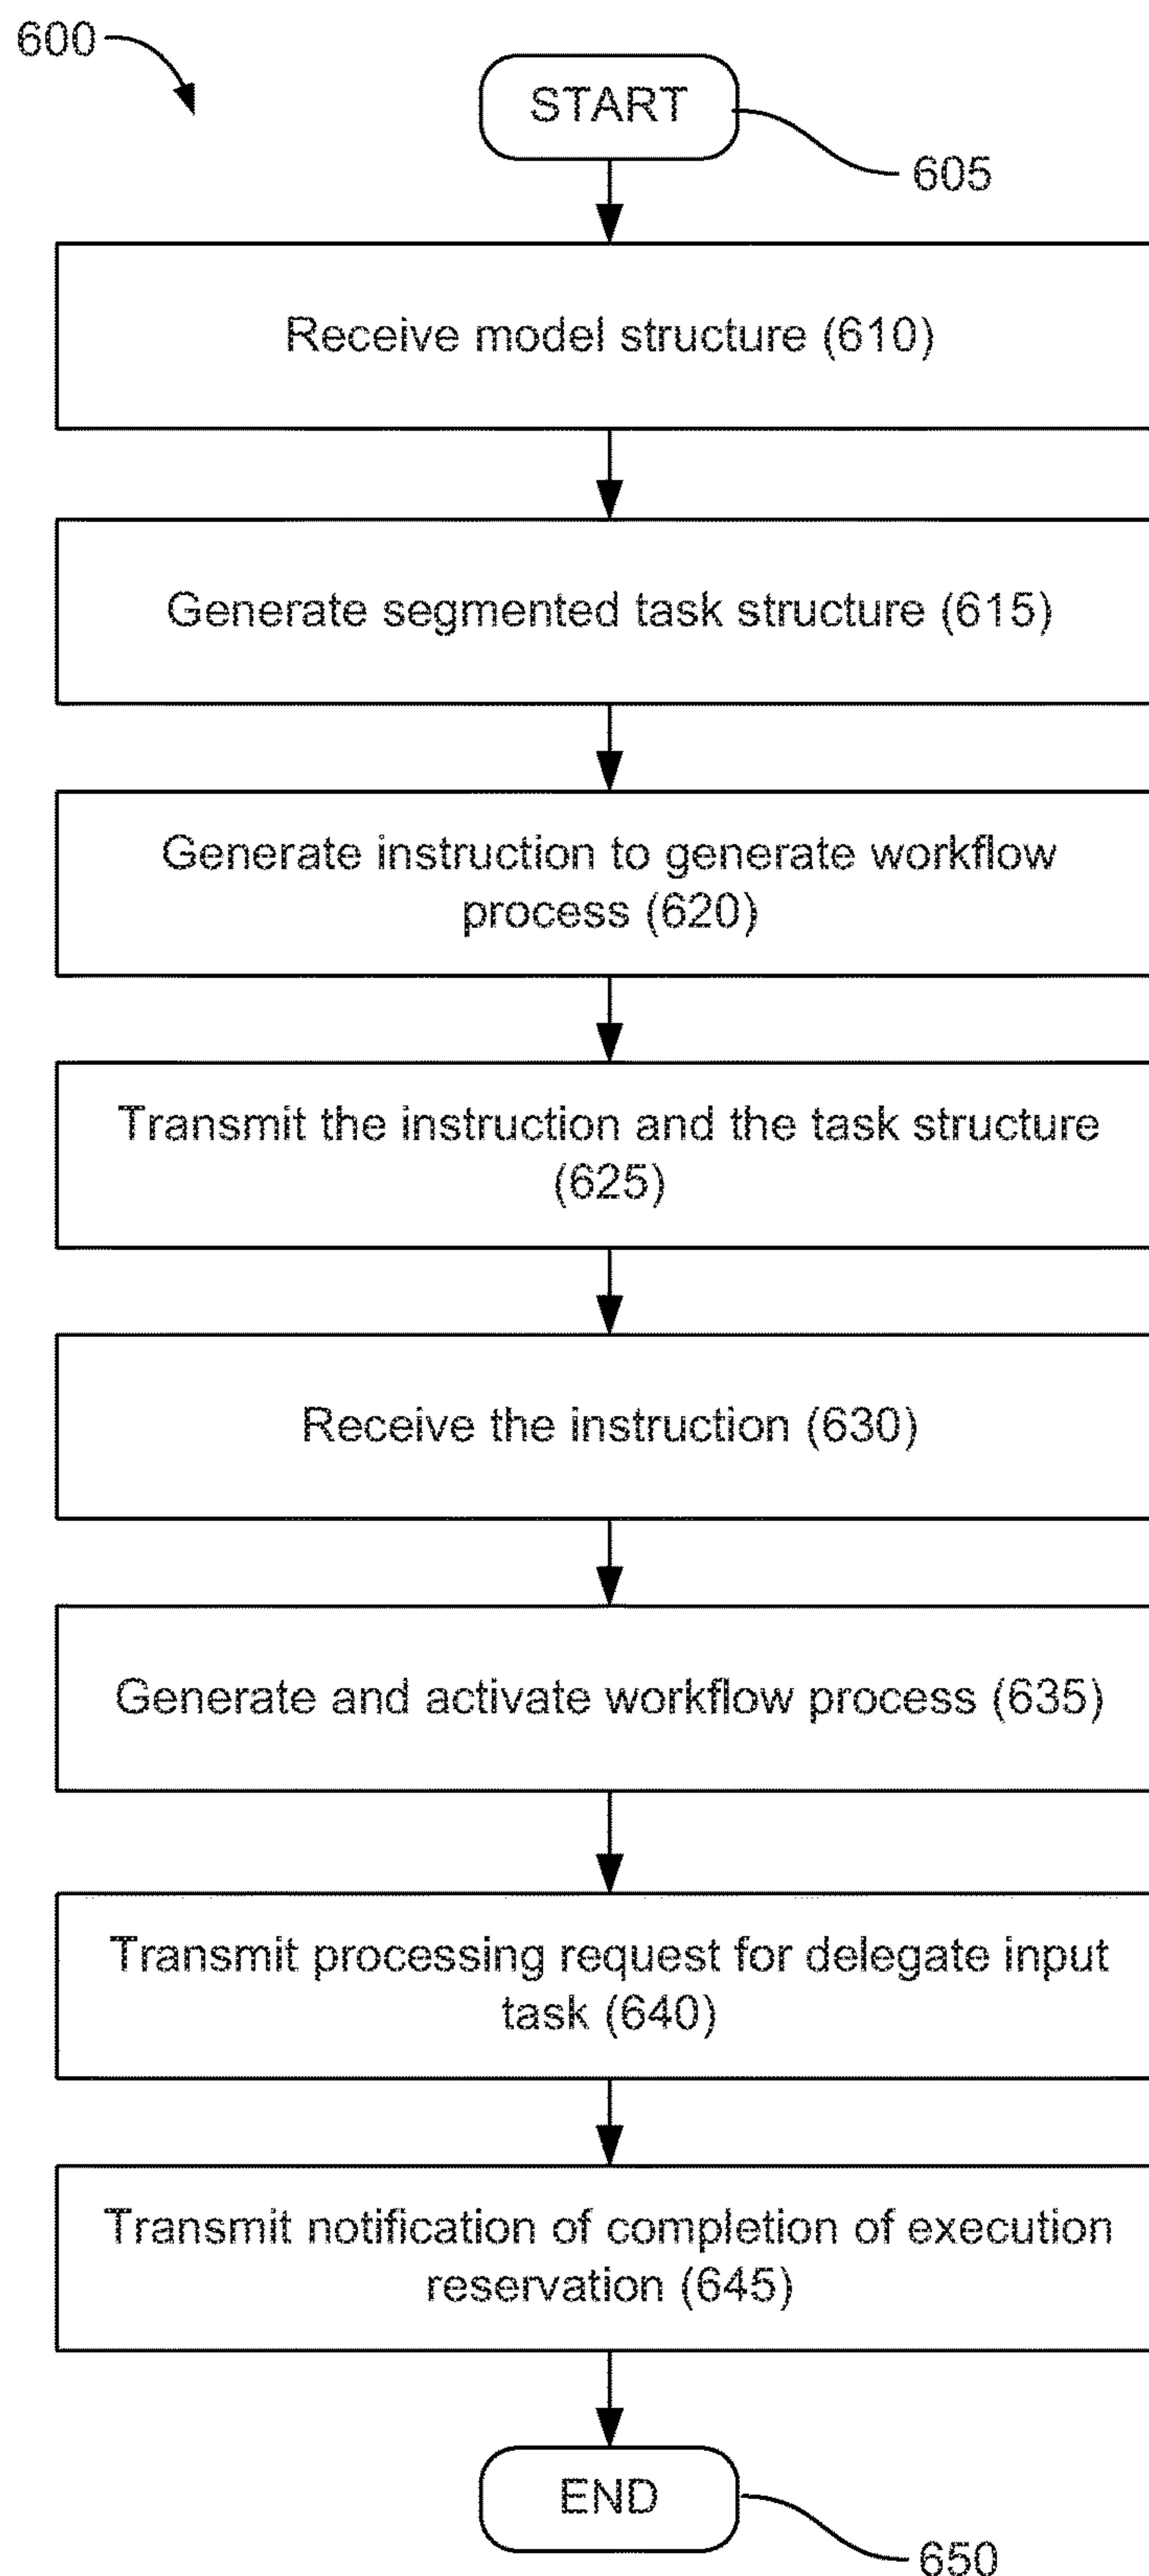 600
START
605
Receive model structure (610)
Generate segmented task structure (615)
Generate instruction to generate workflow
process (620)
Transmit the instruction and the task structure
(625)
Receive the instruction (630)
Generate and activate workflow process (635)
Transmit processing request for delegate input
task (640)
Transmit notification of completion of execution
reservation (645)
END
650